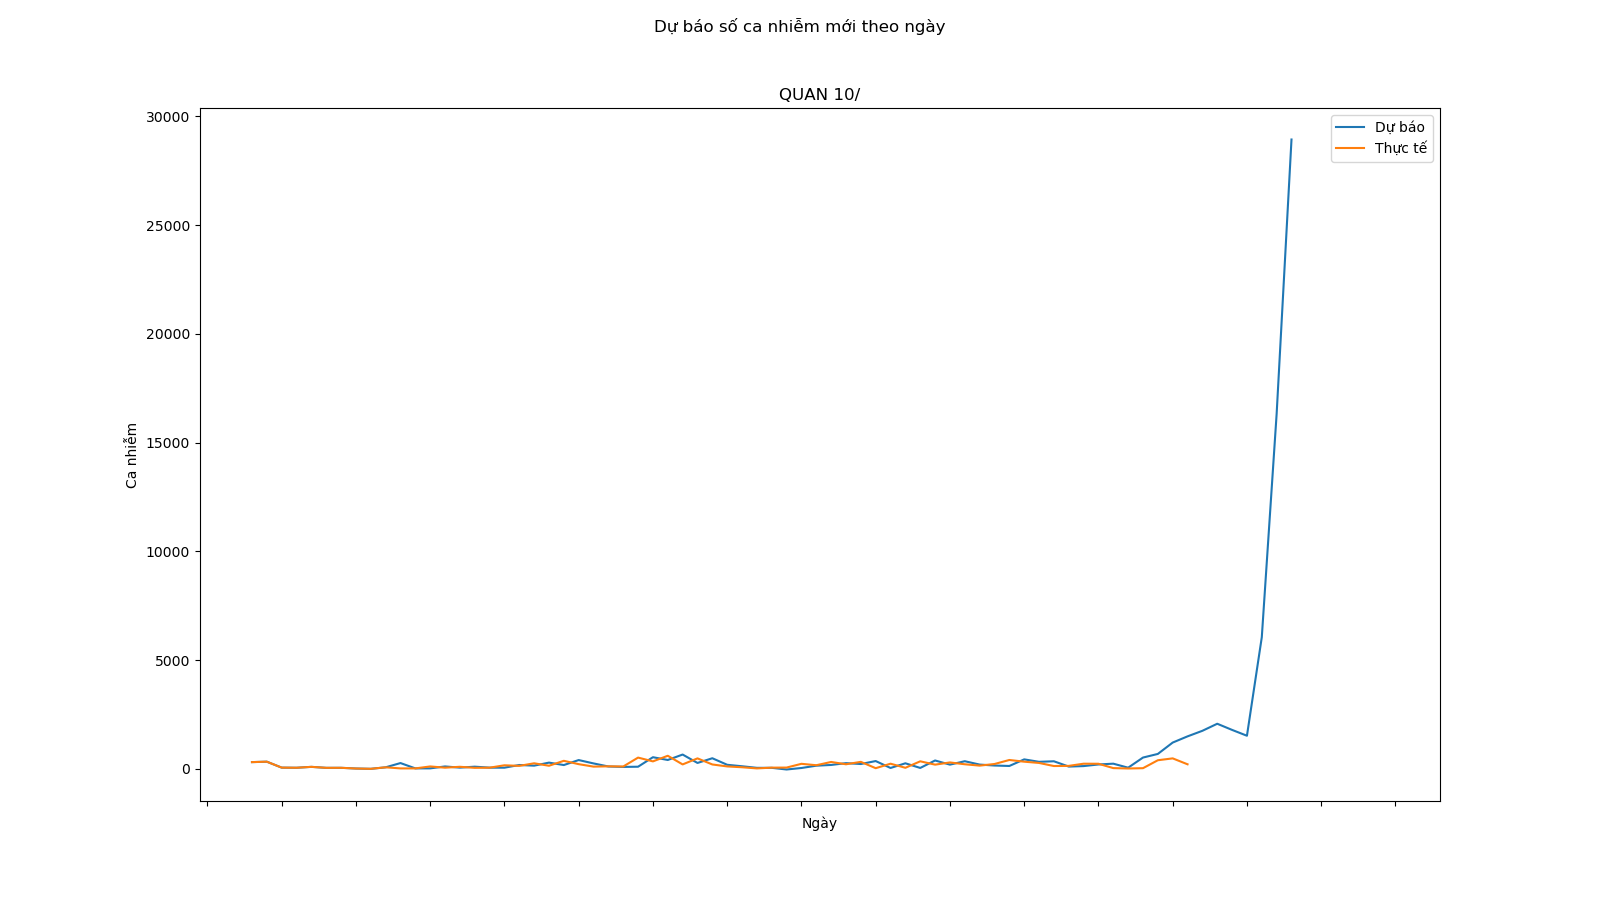 Dự báo số ca nhiễm mới theo ngày
QUAN 10/
30000
25000
20000
15000
10000
5000
0
Ca nhiễm
Dự báo
Thực tế
Ngày